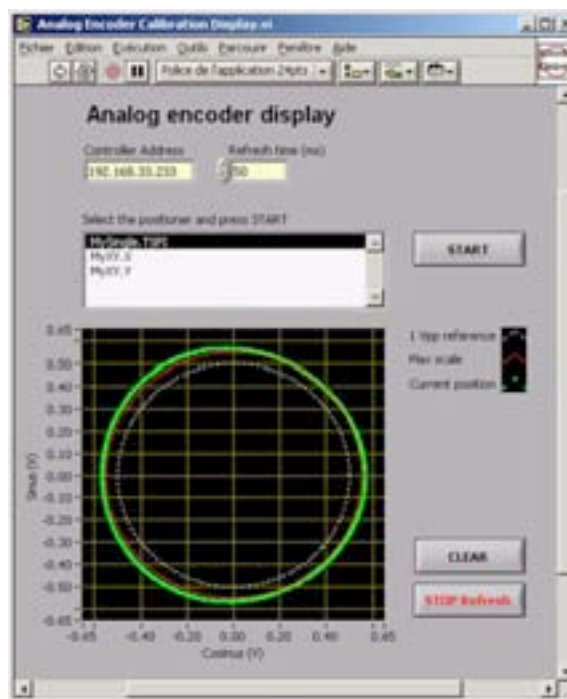 Analog Encoder Calibration Display.vi
Fichier Edition Exécution Outils Parcourir Fenêtre Aide
Police de l'application 24pts
Analog encoder display
Controller Address Refresh time (ms)
192.168.33.233 50
Select the positioner and press START
MySingle.
MyXY.X
MyXY.Y
START
1 Vpp reference
Max scale
Current position
0.65
0.50
0.40
0.30
0.20
0.10
0.00
-0.10
-0.20
-0.30
-0.40
-0.50
-0.65
Sinus (V)
-0.65 -0.40 -0.20 0.00 0.20 0.40 0.65
Cosinus (V)
CLEAR
STOP Refresh